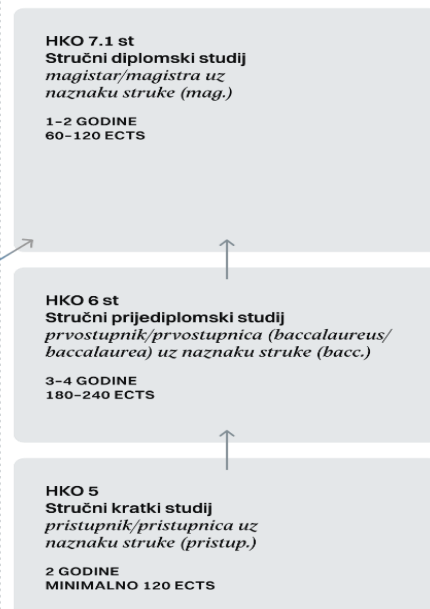 HKO 7.1 st
Stručni diplomski studij
magistar/magistra uz
naznaku struke (mag.)
1–2 GODINE
60–120 ECTS
HKO 6 st
Stručni prijediplomski studij
prvostupnik/prvostupnica (baccalaureus/
baccalaurea) uz naznaku struke (bacc.)
3–4 GODINE
180–240 ECTS
HKO 5
Stručni kratki studij
pristupnik/pristupnica uz
naznaku struke (pristup.)
2 GODINE
MINIMALNO 120 ECTS